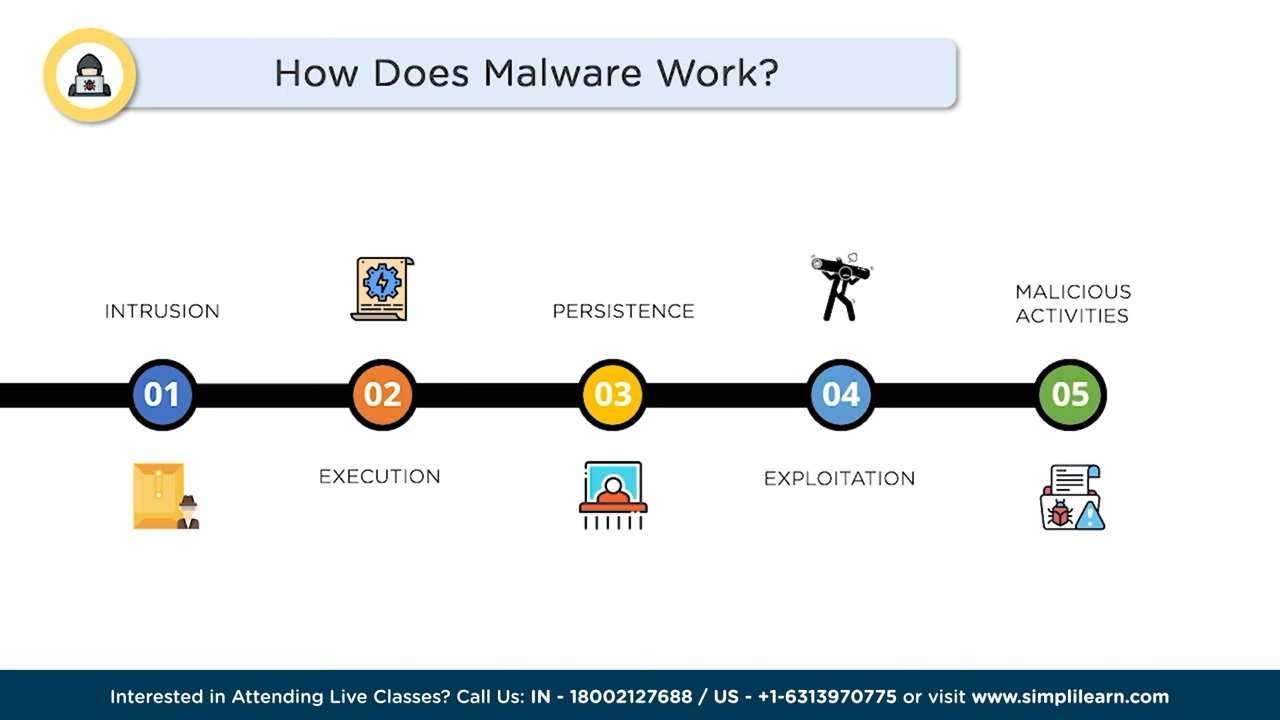 How Does Malware Work?
INTRUSION
PERSISTENCE
MALICIOUS
ACTIVITIES
01
02
03
04
05
EXECUTION
EXPLOITATION
Interested in Attending Live Classes? Call Us: IN - 18002127688 / US - +1-6313970775 or visit www.simplilearn.com